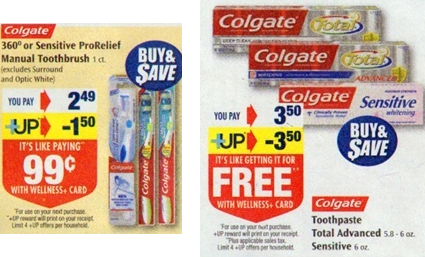 Colgate
360° or Sensitive ProRelief
Manual Toothbrush 1 ct.
(excludes Surround
and Optic White)
BUY&
SAVE
YOU PAY 2.49
+UP -1.50
IT'S LIKE PAYING**
99¢
WITH WELLNESS+ CARD
*For use on your next purchase.
+UP reward will print on your receipt.
Limit 4 +UP offers per household.
Colgate
Colgate Total
Colgate Total
ADVANCED
Colgate Sensitive
whitening
YOU PAY 3.50
+UP -3.50
BUY&
SAVE
IT'S LIKE GETTING IT FOR
FREE**
WITH WELLNESS+ CARD
*For use on your next purchase.
+UP reward will print on your receipt.
**Plus applicable sales tax.
Limit 4 +UP offers per household.
Colgate
Toothpaste
Total Advanced 5.8 - 6 oz.
Sensitive 6 oz.